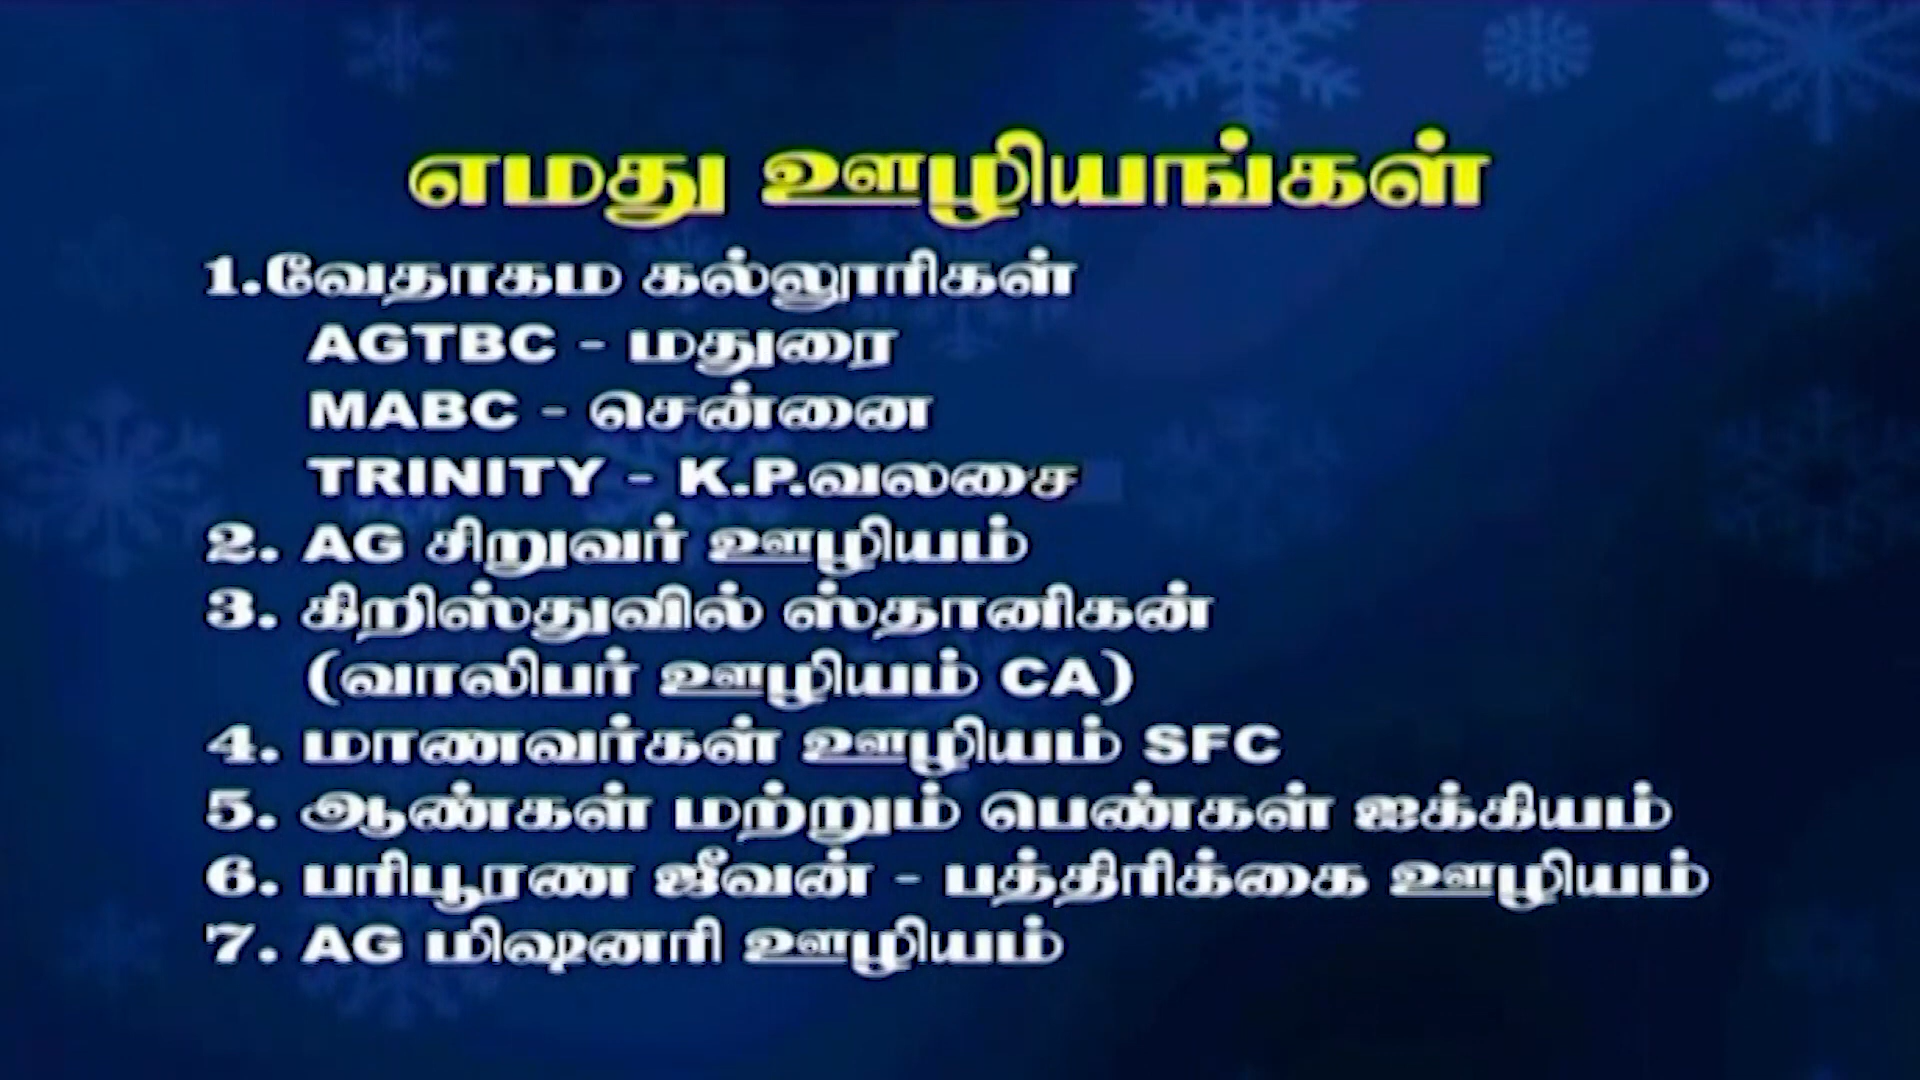 எமது ஊழியங்கள்
1.வேதாகம கல்லூரிகள்
AGTBC - மதுரை
MABC - சென்னை
TRINITY - K.P.வலசை
2. AG சிறுவர் ஊழியம்
3. கிறிஸ்துவில் ஸ்தானிகன்
(வாலிபர் ஊழியம் CA)
4. மாணவர்கள் ஊழியம் SFC
5. ஆண்கள் மற்றும் பெண்கள் ஐக்கியம்
6. பரிபூரண ஜீவன் - பத்திரிக்கை ஊழியம்
7. AG மிஷனரி ஊழியம்